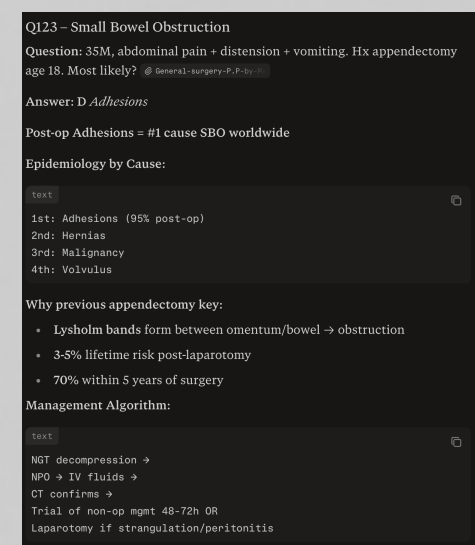 Q123 – Small Bowel Obstruction
Question: 35M, abdominal pain + distension + vomiting. Hx appendectomy
age 18. Most likely? General-surgery-P.P-by-
Answer: D Adhesions
Post-op Adhesions = #1 cause SBO worldwide
Epidemiology by Cause:
text
1st: Adhesions (95% post-op)
2nd: Hernias
3rd: Malignancy
4th: Volvulus
Why previous appendectomy key:
• Lysholm bands form between omentum/bowel → obstruction
• 3-5% lifetime risk post-laparotomy
• 70% within 5 years of surgery
Management Algorithm:
text
NGT decompression →
NPO → IV fluids →
CT confirms →
Trial of non-op mgmt 48-72h OR
Laparotomy if strangulation/peritonitis